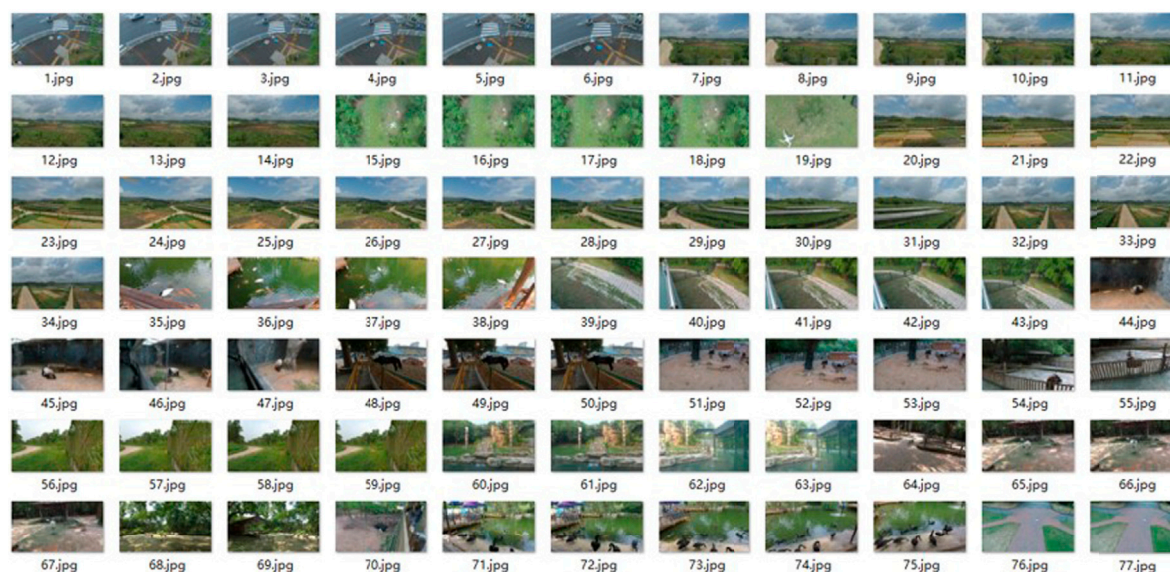 1.jpg 2.jpg 3.jpg 4.jpg 5.jpg 6.jpg 7.jpg 8.jpg 9.jpg 10.jpg 11.jpg
12.jpg 13.jpg 14.jpg 15.jpg 16.jpg 17.jpg 18.jpg 19.jpg 20.jpg 21.jpg 22.jpg
23.jpg 24.jpg 25.jpg 26.jpg 27.jpg 28.jpg 29.jpg 30.jpg 31.jpg 32.jpg 33.jpg
34.jpg 35.jpg 36.jpg 37.jpg 38.jpg 39.jpg 40.jpg 41.jpg 42.jpg 43.jpg 44.jpg
45.jpg 46.jpg 47.jpg 48.jpg 49.jpg 50.jpg 51.jpg 52.jpg 53.jpg 54.jpg 55.jpg
56.jpg 57.jpg 58.jpg 59.jpg 60.jpg 61.jpg 62.jpg 63.jpg 64.jpg 65.jpg 66.jpg
67.jpg 68.jpg 69.jpg 70.jpg 71.jpg 72.jpg 73.jpg 74.jpg 75.jpg 76.jpg 77.jpg